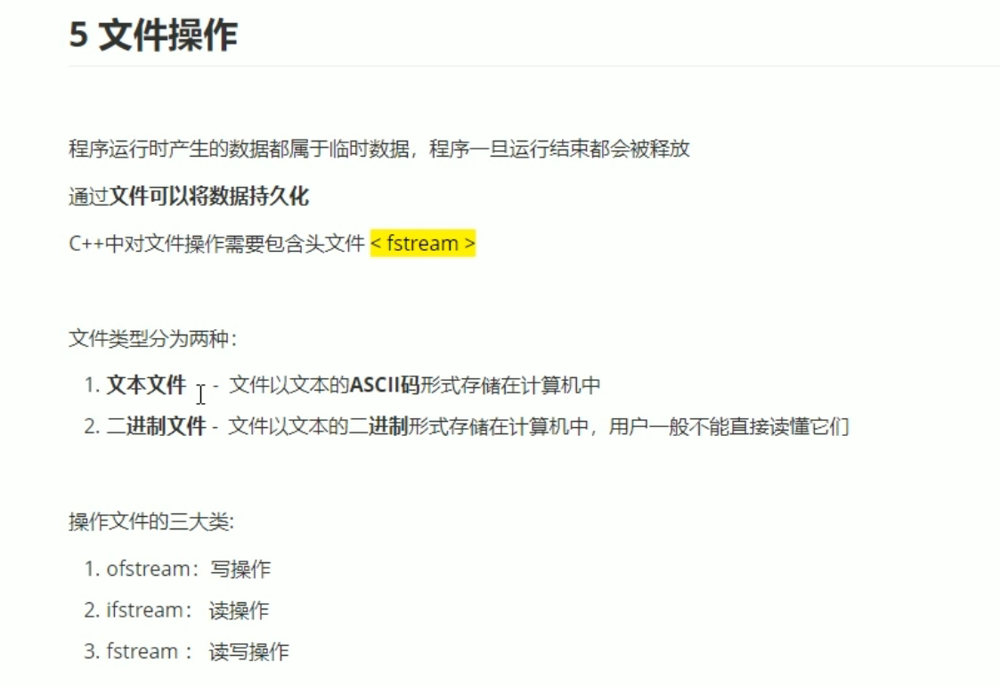 5 文件操作
程序运行时产生的数据都属于临时数据，程序一旦运行结束都会被释放
通过文件可以将数据持久化
C++中对文件操作需要包含头文件 < fstream >
文件类型分为两种：
1. 文本文件 - 文件以文本的ASCII码形式存储在计算机中
2. 二进制文件 - 文件以文本的二进制形式存储在计算机中，用户一般不能直接读懂它们
操作文件的三大类:
1. ofstream：写操作
2. ifstream： 读操作
3. fstream ： 读写操作